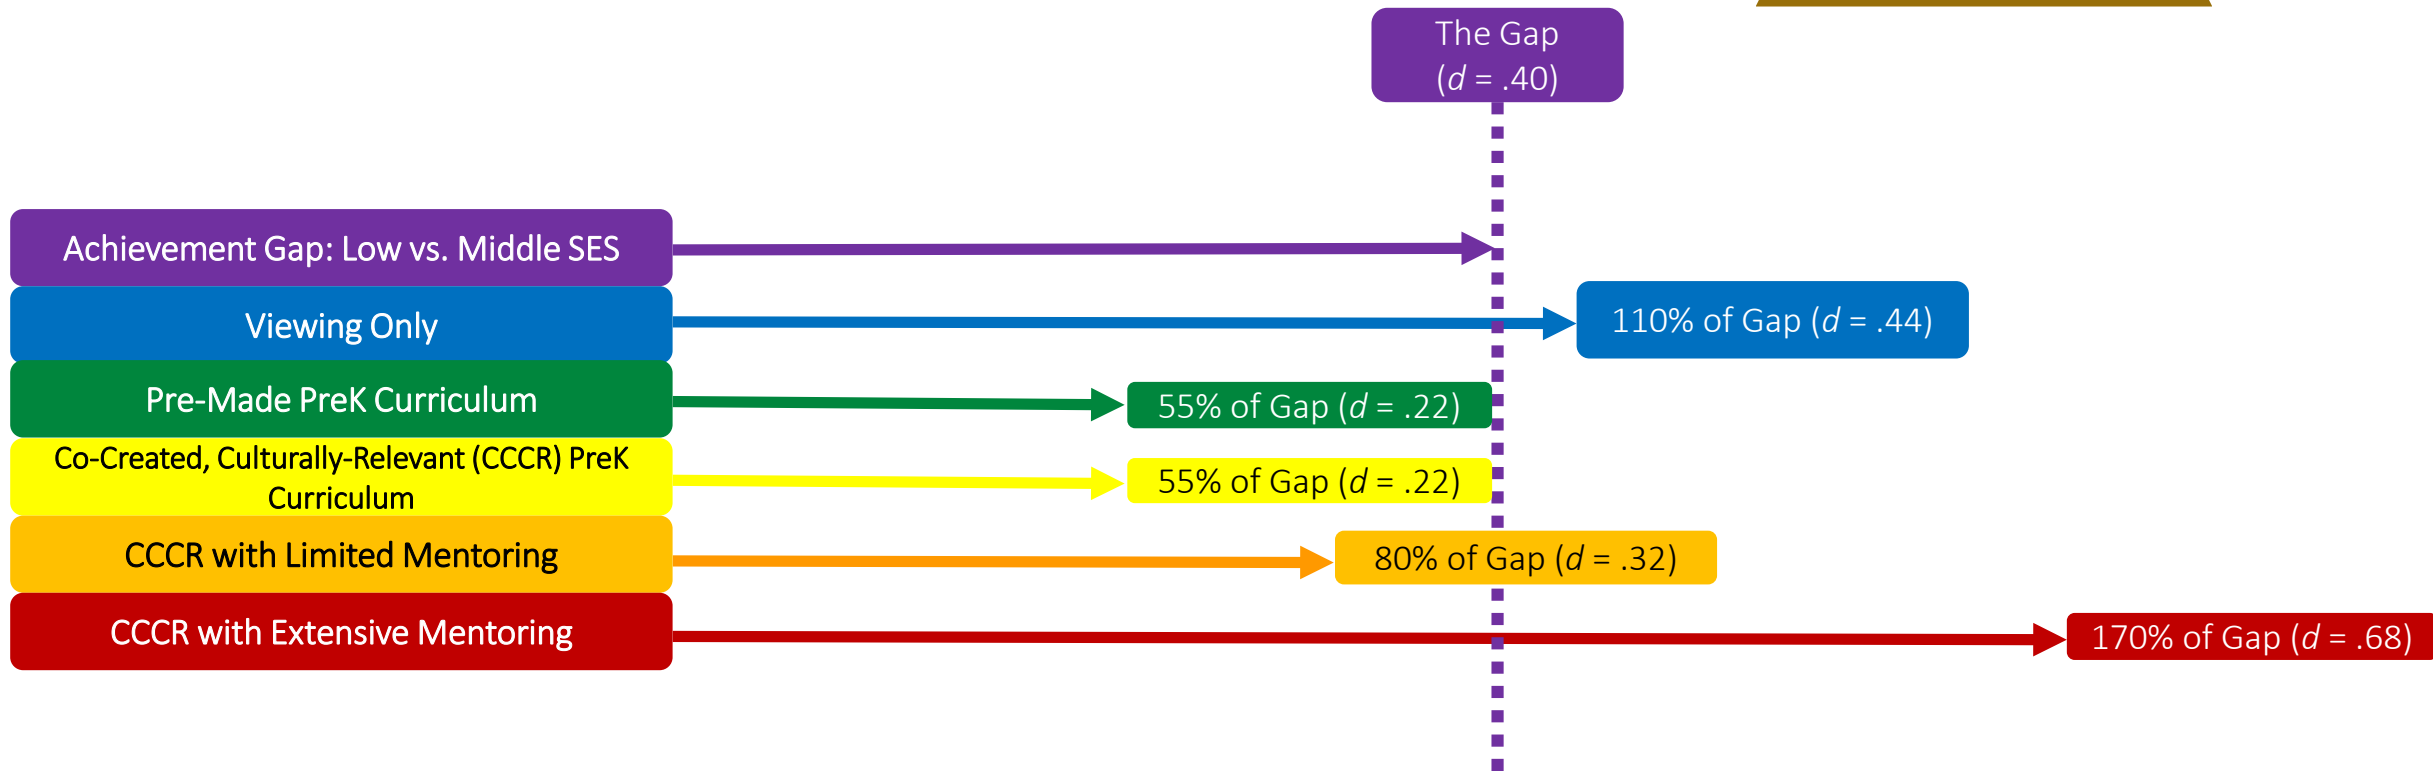 The Gap
(d = .40)
Achievement Gap: Low vs. Middle SES
Viewing Only
110% of Gap (d = .44)
Pre-Made PreK Curriculum
55% of Gap (d = .22)
Co-Created, Culturally-Relevant (CCCR) PreK
Curriculum
55% of Gap (d = .22)
CCCR with Limited Mentoring
80% of Gap (d = .32)
CCCR with Extensive Mentoring
170% of Gap (d = .68)